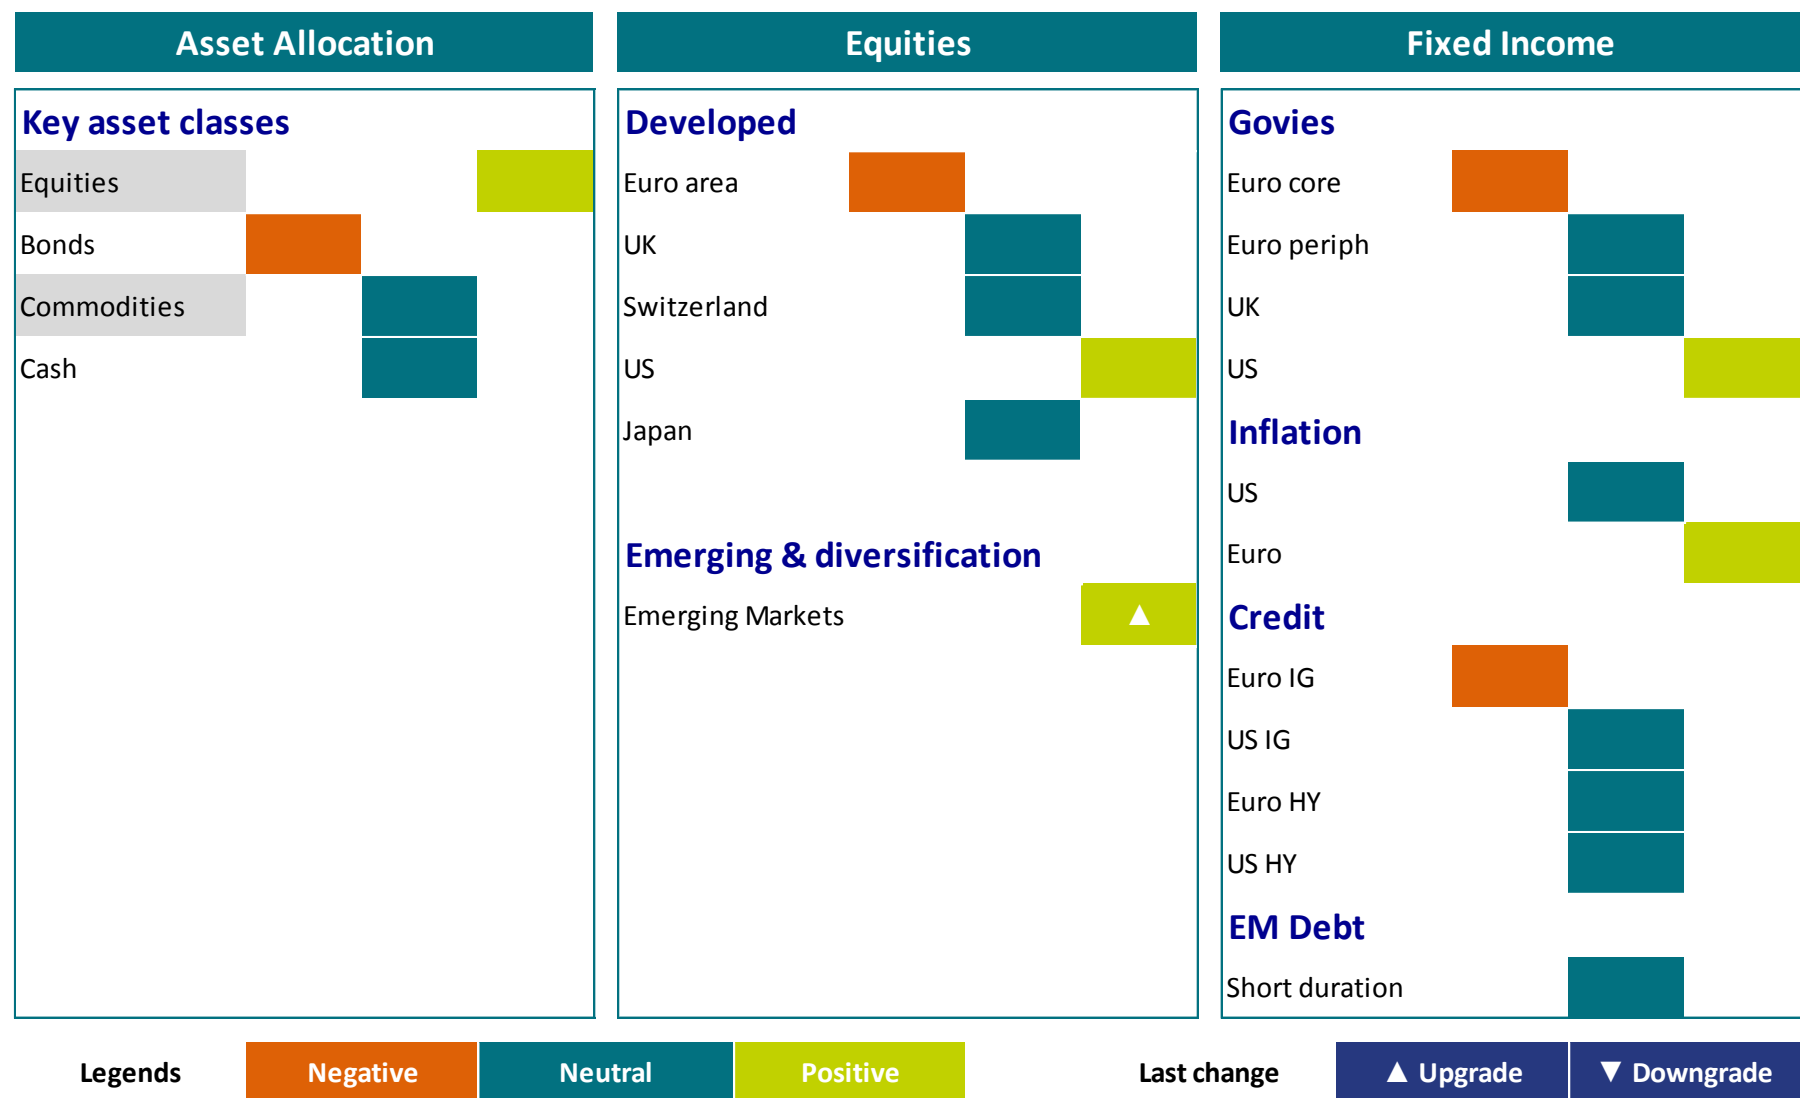 Asset Allocation
Key asset classes
Equities
Bonds
Commodities
Cash
Equities
Developed
Euro area
UK
Switzerland
US
Japan
Emerging & diversification
Emerging Markets ▲
Fixed Income
Govies
Euro core
Euro periph
UK
US
Inflation
US
Euro
Credit
Euro IG
US IG
Euro HY
US HY
EM Debt
Short duration
Legends Negative Neutral Positive Last change ▲ Upgrade ▼ Downgrade